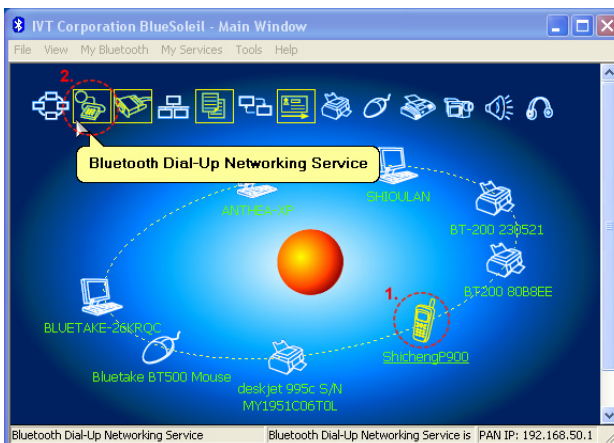 IVT Corporation BlueSoleil - Main Window
File View My Bluetooth My Services Tools Help
2.
Bluetooth Dial-Up Networking Service
ANTHEA-XP
SHIOULAN
BT-200 230521
BT-200 80B8EE
1.
BLUETAKE-26KRQC
ShichengP900
Bluetake BT500 Mouse
deskjet 995c S/N
MY1951C06T0L
Bluetooth Dial-Up Networking Service Bluetooth Dial-Up Networking Service is PAN IP: 192.168.50.1